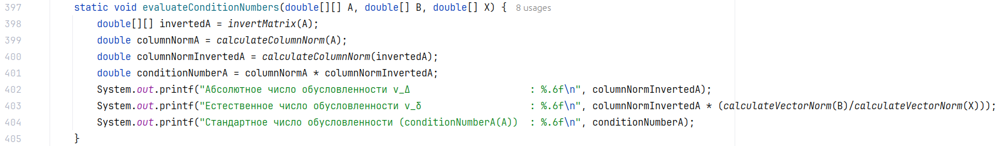 397 static void evaluateConditionNumbers(double[][] A, double[] B, double[] X) { 8 usages
398 double[][] invertedA = invertMatrix(A);
399 double columnNormA = calculateColumnNorm(A);
400 double columnNormInvertedA = calculateColumnNorm(invertedA);
401 double conditionNumberA = columnNormA * columnNormInvertedA;
402 System.out.printf("Абсолютное число обусловленности v_Δ                     : %.6f\n", columnNormInvertedA);
403 System.out.printf("Естественное число обусловленности v_δ                   : %.6f\n", columnNormInvertedA * (calculateVectorNorm(B)/calculateVectorNorm(X)));
404 System.out.printf("Стандартное число обусловленности (conditionNumberA(A))  : %.6f\n", conditionNumberA);
405 }